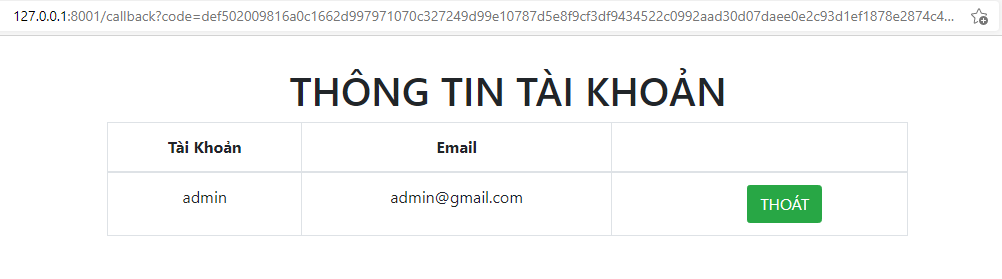 127.0.0.1:8001/callback?code=def502009816a0c1662d997971070c327249d99e10787d5e8f9cf3df9434522c0992aad30d07daee0e2c93d1ef1878e2874c4...
THÔNG TIN TÀI KHOẢN
Tài Khoản Email
admin admin@gmail.com THOÁT